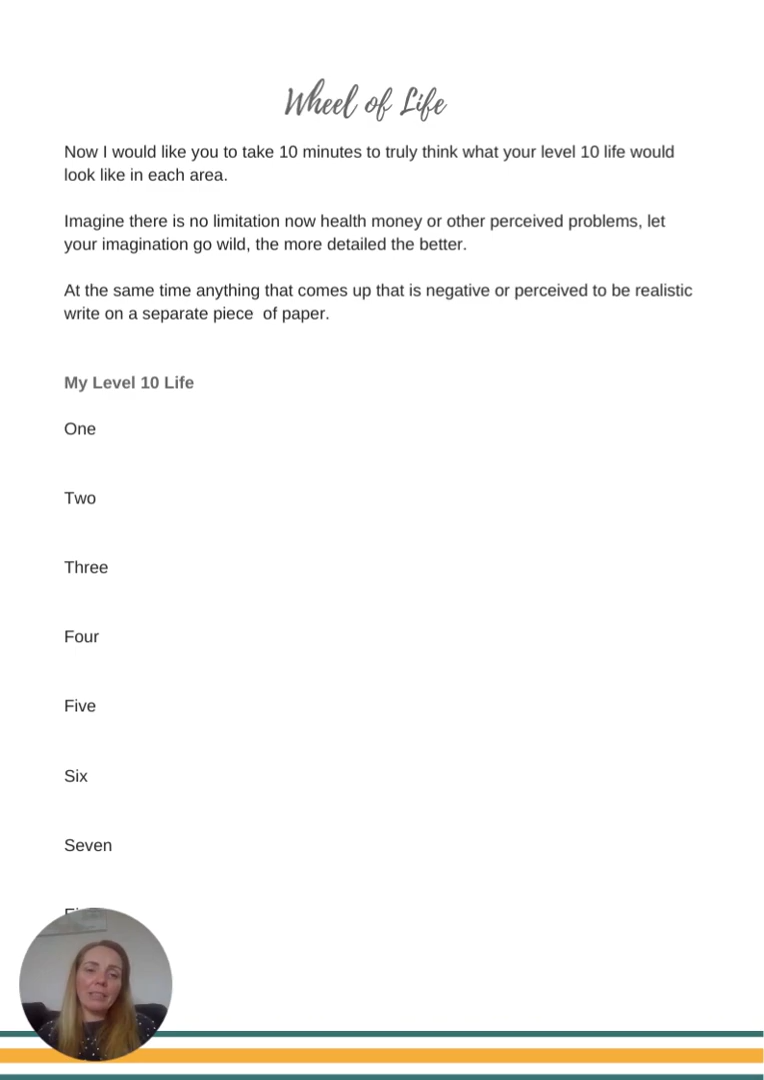 Wheel of Life
Now I would like you to take 10 minutes to truly think what your level 10 life would
look like in each area.
Imagine there is no limitation now health money or other perceived problems, let
your imagination go wild, the more detailed the better.
At the same time anything that comes up that is negative or perceived to be realistic
write on a separate piece  of paper.
My Level 10 Life
One
Two
Three
Four
Five
Six
Seven